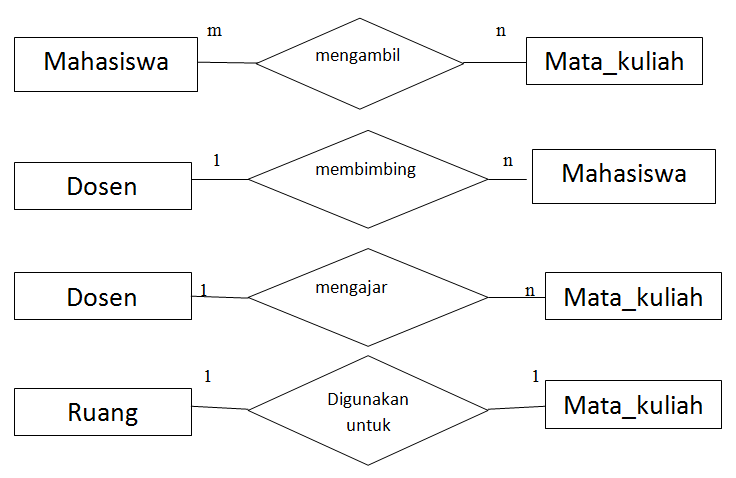 m
n
Mahasiswa
mengambil
Mata_kuliah
1
n
Dosen
membimbing
Mahasiswa
1
n
Dosen
mengajar
Mata_kuliah
1
1
Ruang
Digunakan
untuk
Mata_kuliah